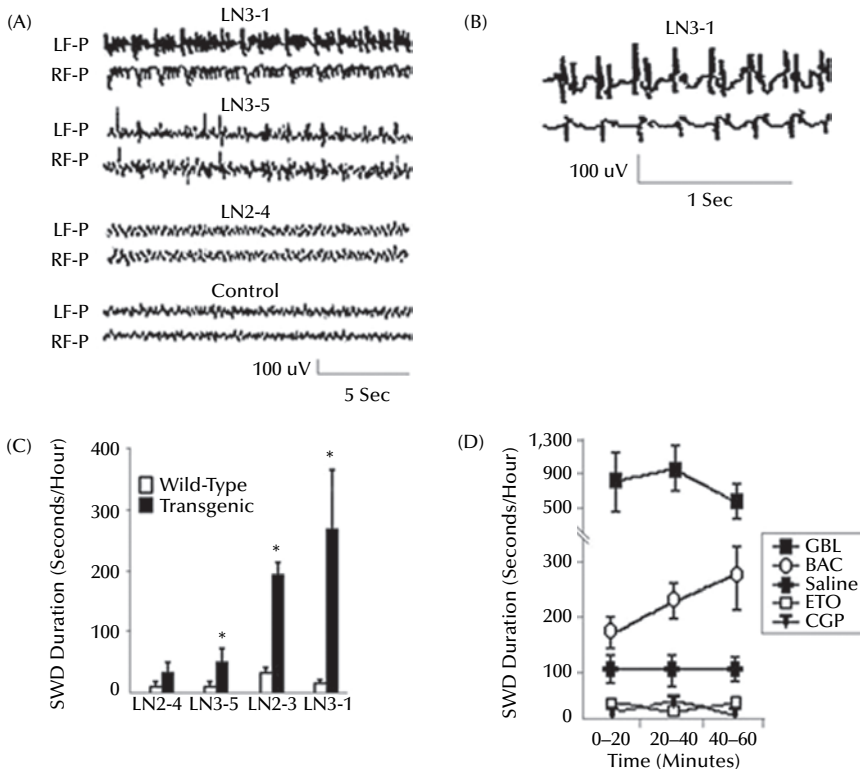 (A)
LN3-1
LF-P
RF-P
LN3-5
LF-P
RF-P
LN2-4
LF-P
RF-P
Control
LF-P
RF-P
100 uV
5 Sec
(B)
LN3-1
100 uV
1 Sec
(C)
SWD Duration (Seconds/Hour)
400
300
200
100
0
Wild-Type
Transgenic
*
*
*
LN2-4 LN3-5 LN2-3 LN3-1
(D)
SWD Duration (Seconds/Hour)
1,300
900
500
300
200
100
0
GBL
BAC
Saline
ETO
CGP
0–20 20–40 40–60
Time (Minutes)